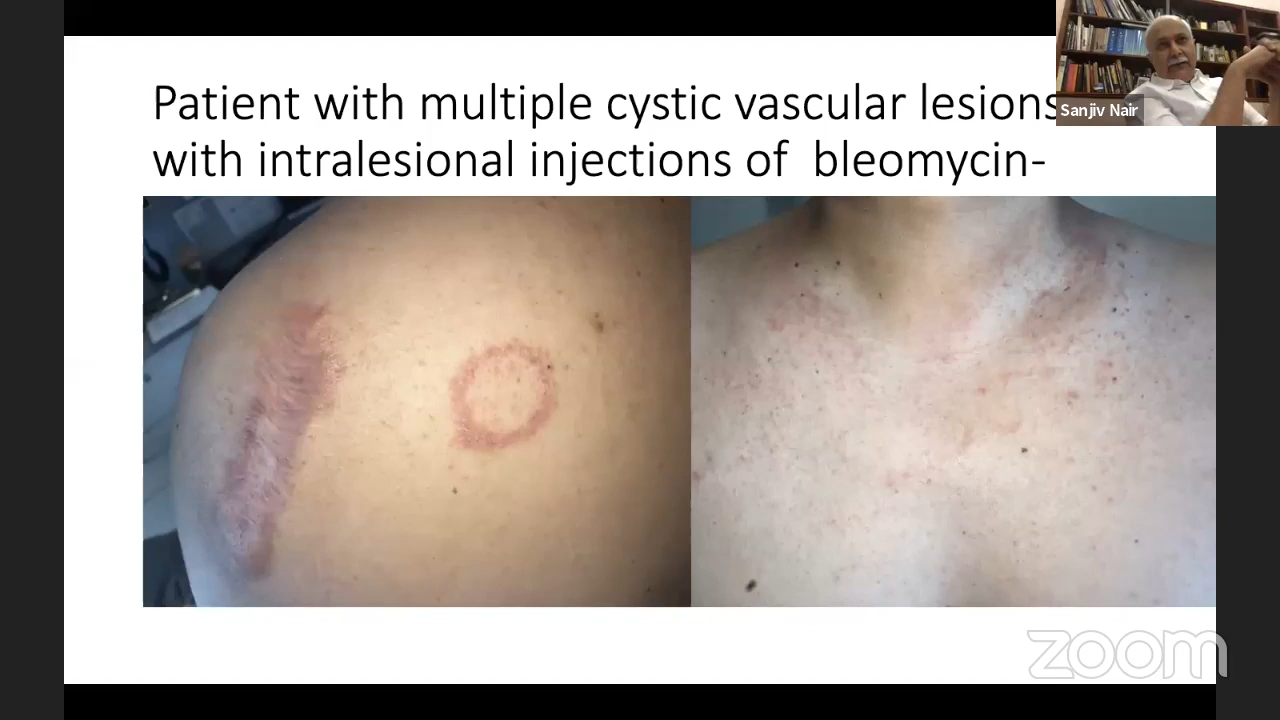 Patient with multiple cystic vascular lesions
with intralesional injections of bleomycin-
Sanjiv Nair
zoom